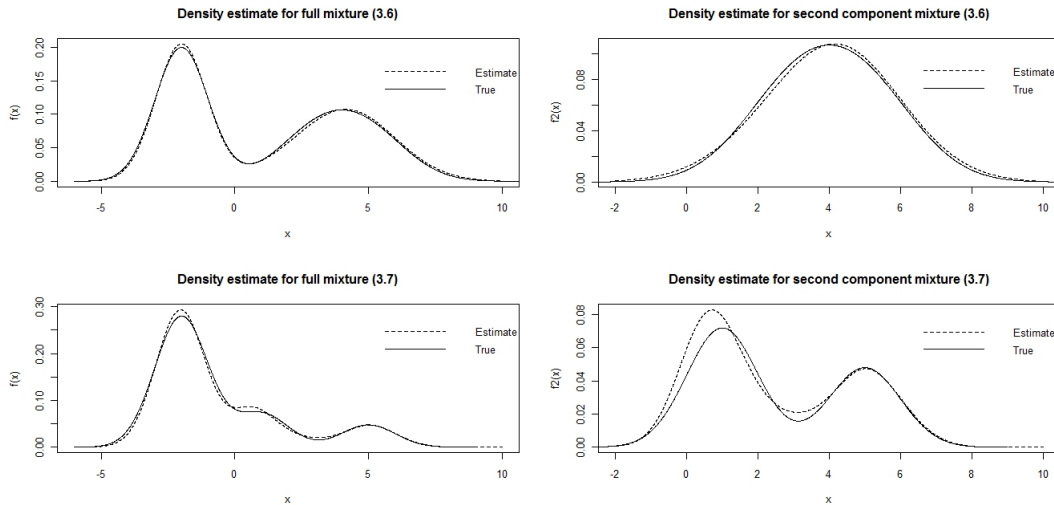 Density estimate for full mixture (3.6)
f(x)
0.00 0.05 0.10 0.15 0.20
Estimate
True
-5 0 5 10
x
Density estimate for second component mixture (3.6)
f2(x)
0.00 0.04 0.08
Estimate
True
-2 0 2 4 6 8 10
x
Density estimate for full mixture (3.7)
f(x)
0.00 0.10 0.20 0.30
Estimate
True
-5 0 5 10
x
Density estimate for second component mixture (3.7)
f2(x)
0.00 0.02 0.04 0.06 0.08
Estimate
True
-2 0 2 4 6 8 10
x